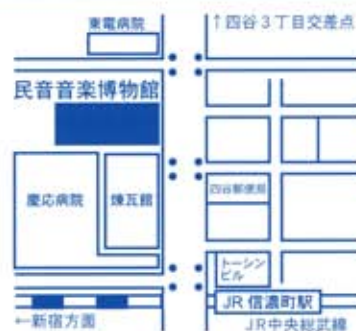 東電病院
↑四谷3丁目交差点
民音音楽博物館
慶応病院
煉瓦館
四谷郵便局
トーシン
ビル
JR 信濃町駅
←新宿方面
JR中央総武線